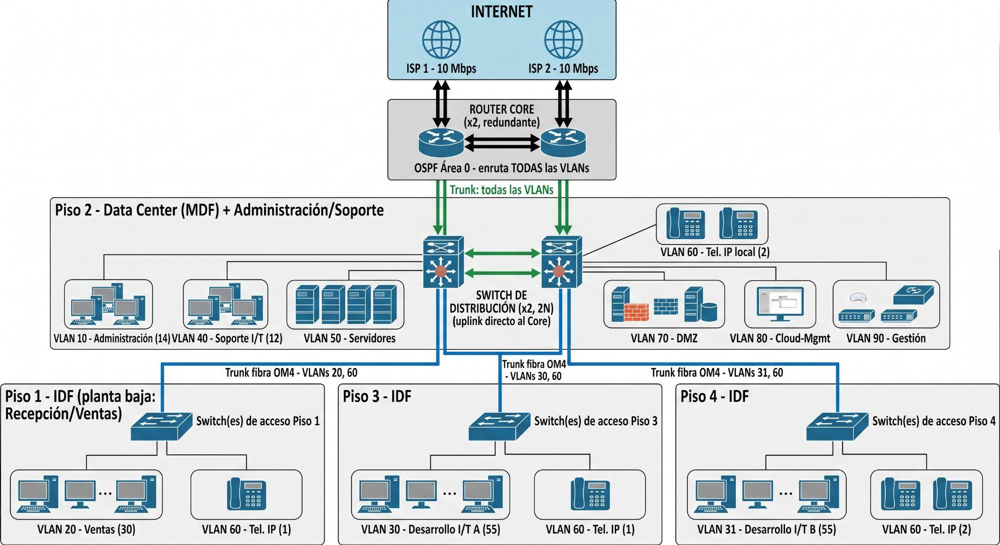 INTERNET
ISP 1 - 10 Mbps
ISP 2 - 10 Mbps
ROUTER CORE
(x2, redundante)
OSPF Área 0 - enruta TODAS las VLANs
Trunk: todas las VLANs
Piso 2 - Data Center (MDF) + Administración/Soporte
VLAN 60 - Tel. IP local (2)
SWITCH DE
DISTRIBUCIÓN (x2, 2N)
(uplink directo al Core)
VLAN 10 - Administración (14)
VLAN 40 - Soporte I/T (12)
VLAN 50 - Servidores
VLAN 70 - DMZ
VLAN 80 - Cloud-Mgmt
VLAN 90 - Gestión
Trunk fibra OM4 - VLANs 20, 60
Trunk fibra OM4
- VLANs 30, 60
Trunk fibra OM4 - VLANs 31, 60
Piso 1 - IDF (planta baja:
Recepción/Ventas)
Switch(es) de acceso Piso 1
VLAN 20 - Ventas (30)
VLAN 60 - Tel. IP (1)
Piso 3 - IDF
Switch(es) de acceso Piso 3
VLAN 30 - Desarrollo I/T A (55)
VLAN 60 - Tel. IP (1)
Piso 4 - IDF
Switch(es) de acceso Piso 4
VLAN 31 - Desarrollo I/T B (55)
VLAN 60 - Tel. IP (2)